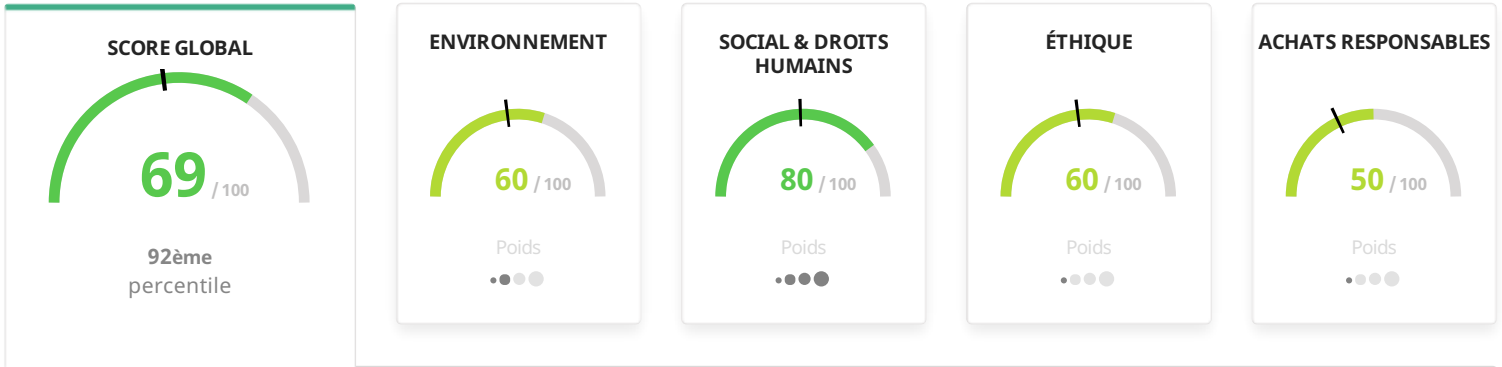 SCORE GLOBAL
69 / 100
92ème
percentile
ENVIRONNEMENT
60 / 100
Poids
SOCIAL & DROITS
HUMAINS
80 / 100
Poids
ÉTHIQUE
60 / 100
Poids
ACHATS RESPONSABLES
50 / 100
Poids